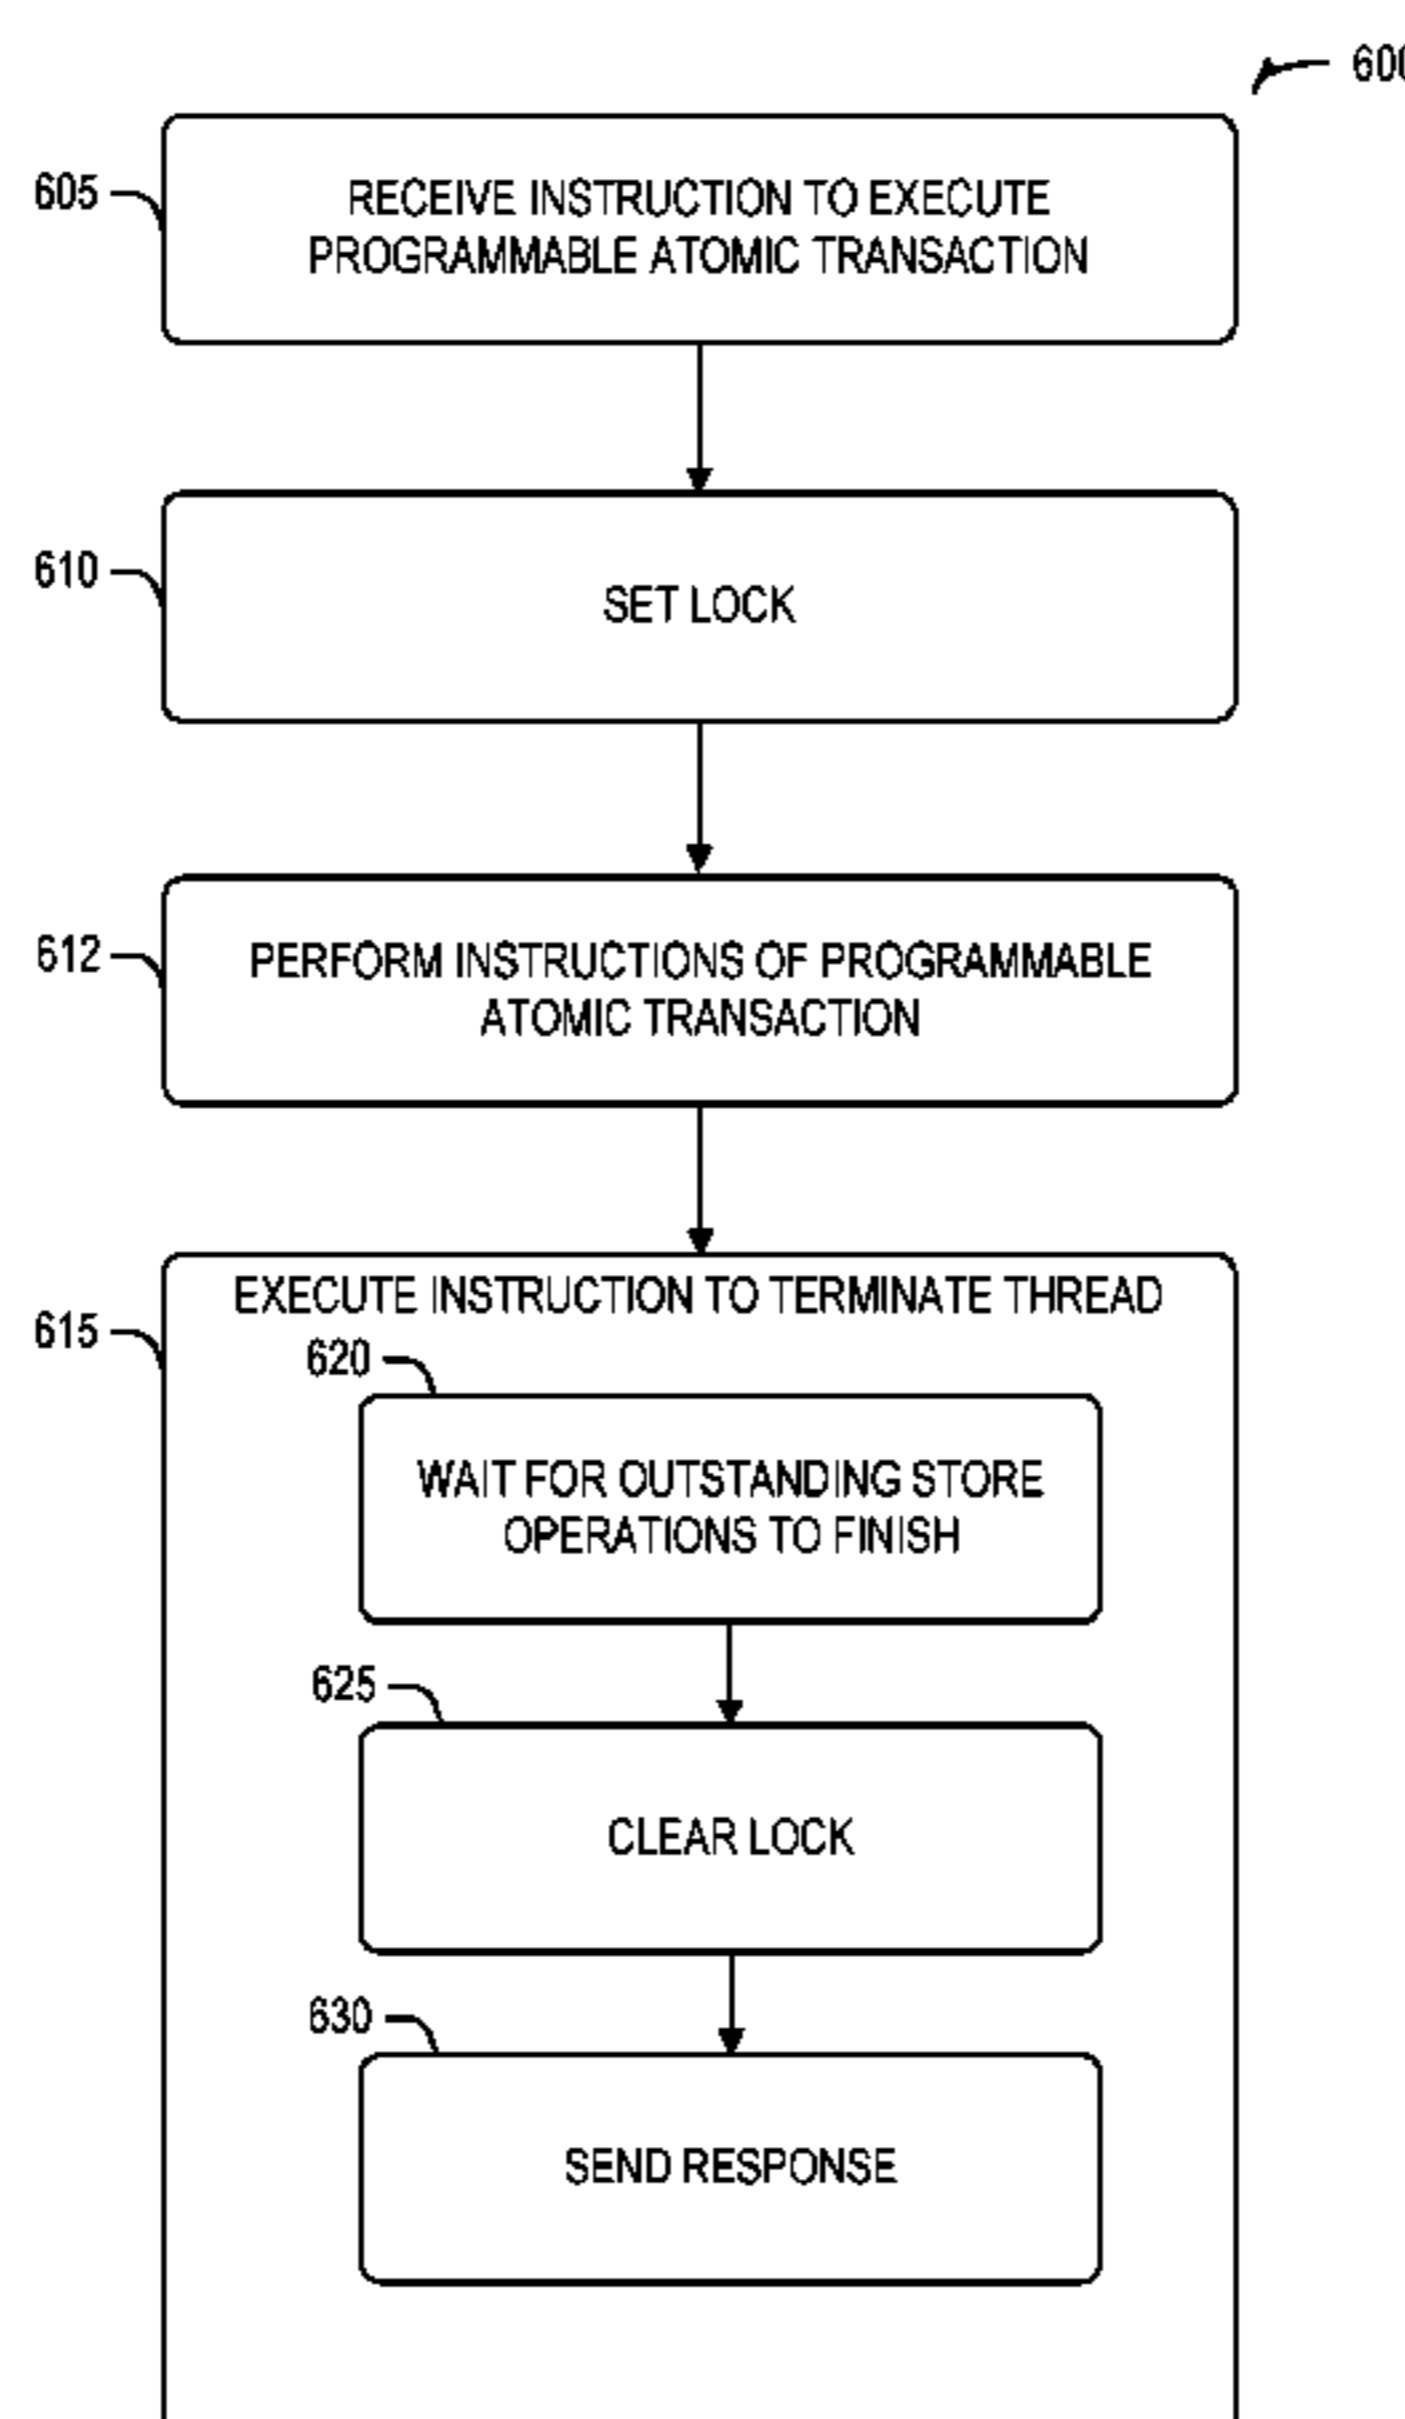 600
605
RECEIVE INSTRUCTION TO EXECUTE
PROGRAMMABLE ATOMIC TRANSACTION
610
SET LOCK
612
PERFORM INSTRUCTIONS OF PROGRAMMABLE
ATOMIC TRANSACTION
615
EXECUTE INSTRUCTION TO TERMINATE THREAD
620
WAIT FOR OUTSTANDING STORE
OPERATIONS TO FINISH
625
CLEAR LOCK
630
SEND RESPONSE